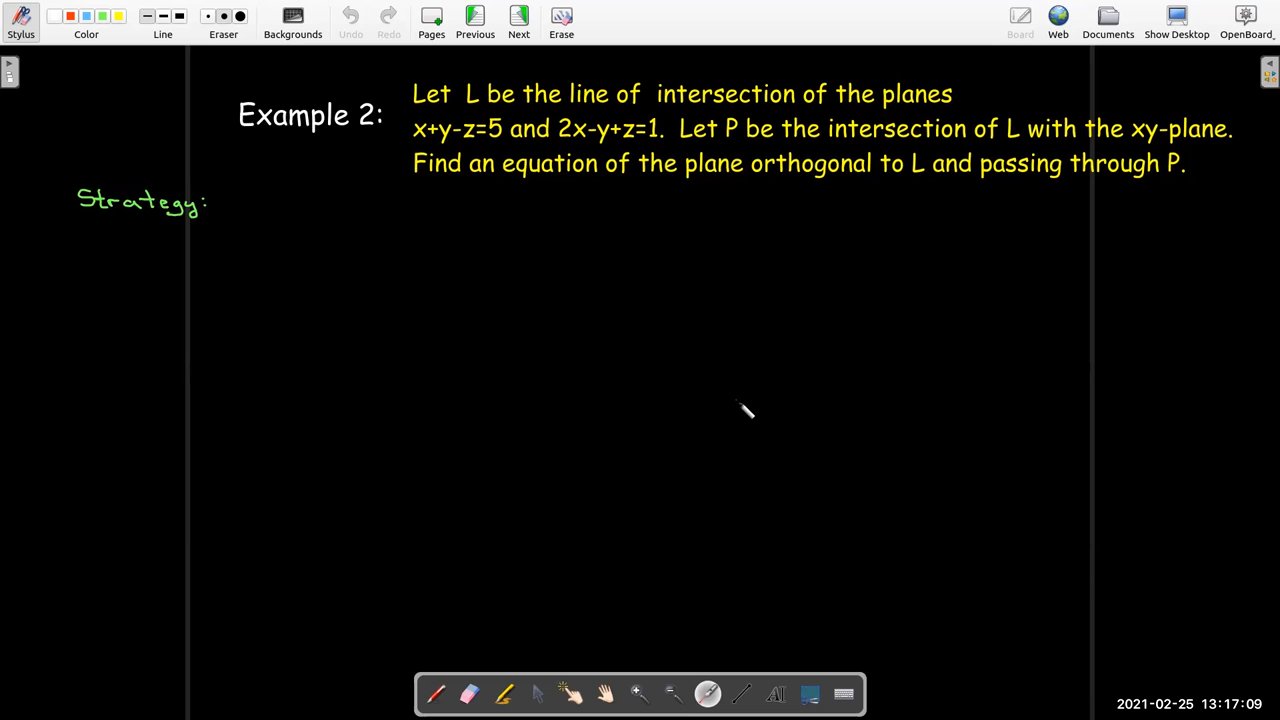 Stylus
Color
Line
Eraser
Backgrounds
Undo
Redo
Pages
Previous
Next
Erase
Board
Web
Documents
Show Desktop
OpenBoard
Example 2:
Let L be the line of intersection of the planes
x+y-z=5 and 2x-y+z=1. Let P be the intersection of L with the xy-plane.
Find an equation of the plane orthogonal to L and passing through P.
Strategy:
AI
2021-02-25 13:17:09